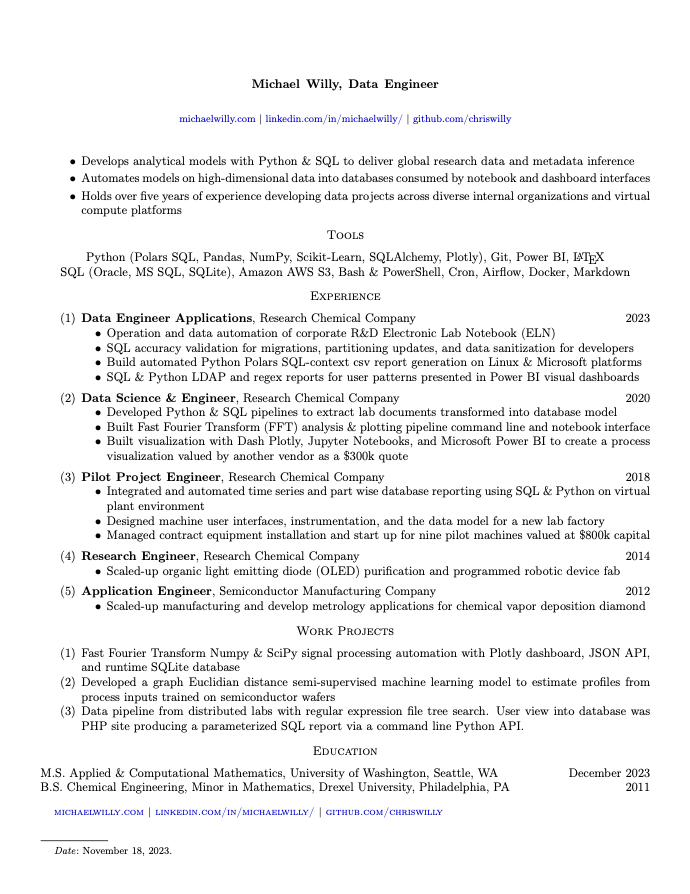 Michael Willy, Data Engineer
michaelwilly.com | linkedin.com/in/michaelwilly/ | github.com/chriswilly
• Develops analytical models with Python & SQL to deliver global research data and metadata inference
• Automates models on high-dimensional data into databases consumed by notebook and dashboard interfaces
• Holds over five years of experience developing data projects across diverse internal organizations and virtual
compute platforms
Tools
Python (Polars SQL, Pandas, NumPy, Scikit-Learn, SQLAlchemy, Plotly), Git, Power BI, LATEX
SQL (Oracle, MS SQL, SQLite), Amazon AWS S3, Bash & PowerShell, Cron, Airflow, Docker, Markdown
Experience
(1) Data Engineer Applications, Research Chemical Company 2023
• Operation and data automation of corporate R&D Electronic Lab Notebook (ELN)
• SQL accuracy validation for migrations, partitioning updates, and data sanitization for developers
• Build automated Python Polars SQL-context csv report generation on Linux & Microsoft platforms
• SQL & Python LDAP and regex reports for user patterns presented in Power BI visual dashboards
(2) Data Science & Engineer, Research Chemical Company 2020
• Developed Python & SQL pipelines to extract lab documents transformed into database model
• Built Fast Fourier Transform (FFT) analysis & plotting pipeline command line and notebook interface
• Built visualization with Dash Plotly, Jupyter Notebooks, and Microsoft Power BI to create a process
visualization valued by another vendor as a $300k quote
(3) Pilot Project Engineer, Research Chemical Company 2018
• Integrated and automated time series and part wise database reporting using SQL & Python on virtual
plant environment
• Designed machine user interfaces, instrumentation, and the data model for a new lab factory
• Managed contract equipment installation and start up for nine pilot machines valued at $800k capital
(4) Research Engineer, Research Chemical Company 2014
• Scaled-up organic light emitting diode (OLED) purification and programmed robotic device fab
(5) Application Engineer, Semiconductor Manufacturing Company 2012
• Scaled-up manufacturing and develop metrology applications for chemical vapor deposition diamond
Work Projects
(1) Fast Fourier Transform Numpy & SciPy signal processing automation with Plotly dashboard, JSON API,
and runtime SQLite database
(2) Developed a graph Euclidian distance semi-supervised machine learning model to estimate profiles from
process inputs trained on semiconductor wafers
(3) Data pipeline from distributed labs with regular expression file tree search. User view into database was
PHP site producing a parameterized SQL report via a command line Python API.
Education
M.S. Applied & Computational Mathematics, University of Washington, Seattle, WA December 2023
B.S. Chemical Engineering, Minor in Mathematics, Drexel University, Philadelphia, PA 2011
michaelwilly.com | linkedin.com/in/michaelwilly/ | github.com/chriswilly
Date: November 18, 2023.